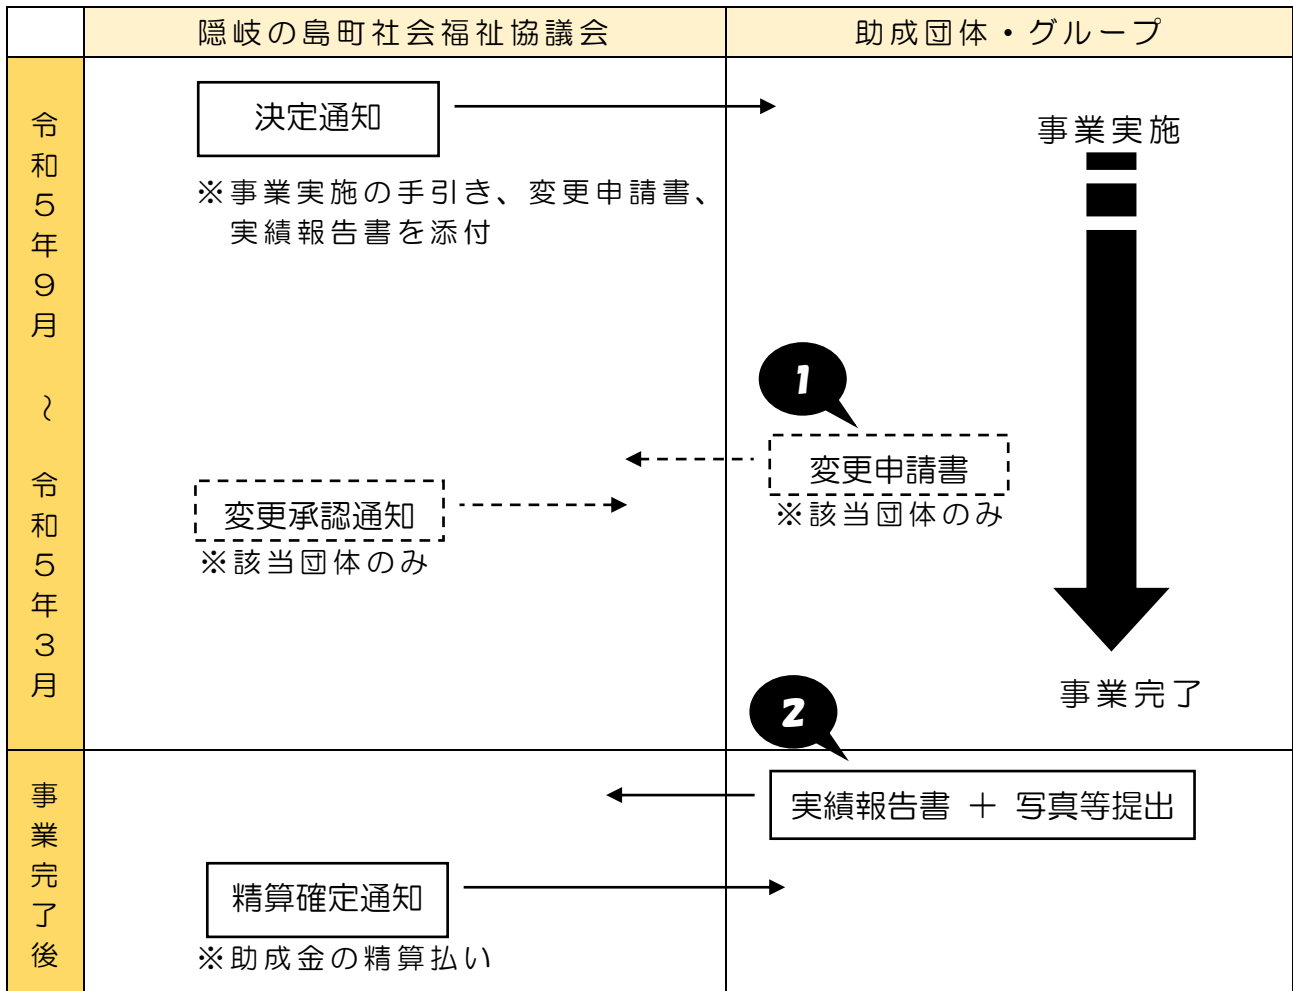 隠岐の島町社会福祉協議会
助成団体・グループ
令和５年９月　～　令和５年３月
決定通知
※事業実施の手引き、変更申請書、
実績報告書を添付
事業実施
1
変更申請書
※該当団体のみ
変更承認通知
※該当団体のみ
事業完了
2
事業完了後
実績報告書　＋　写真等提出
精算確定通知
※助成金の精算払い